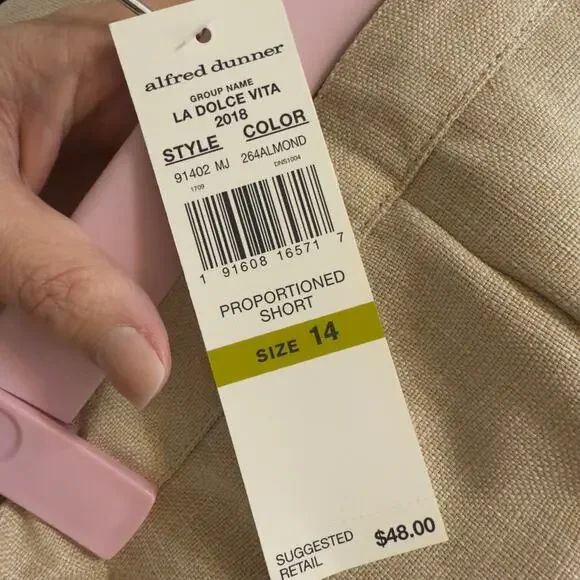 alfred dunner
GROUP NAME
LA DOLCE VITA
2018
STYLE COLOR
91402 MJ 264ALMOND
1709 DNS1004
1 91608 16571 7
PROPORTIONED
SHORT
SIZE 14
SUGGESTED
RETAIL $48.00